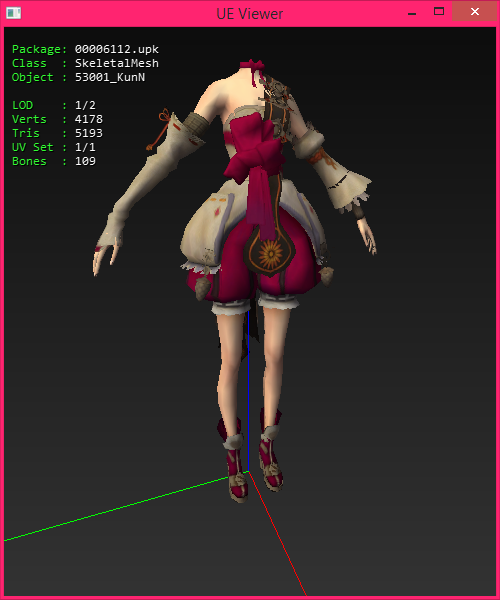 UE Viewer
Package: 00006112.upk
Class : SkeletalMesh
Object : 53001_KunN
LOD : 1/2
Verts : 4178
Tris : 5193
UV Set : 1/1
Bones : 109